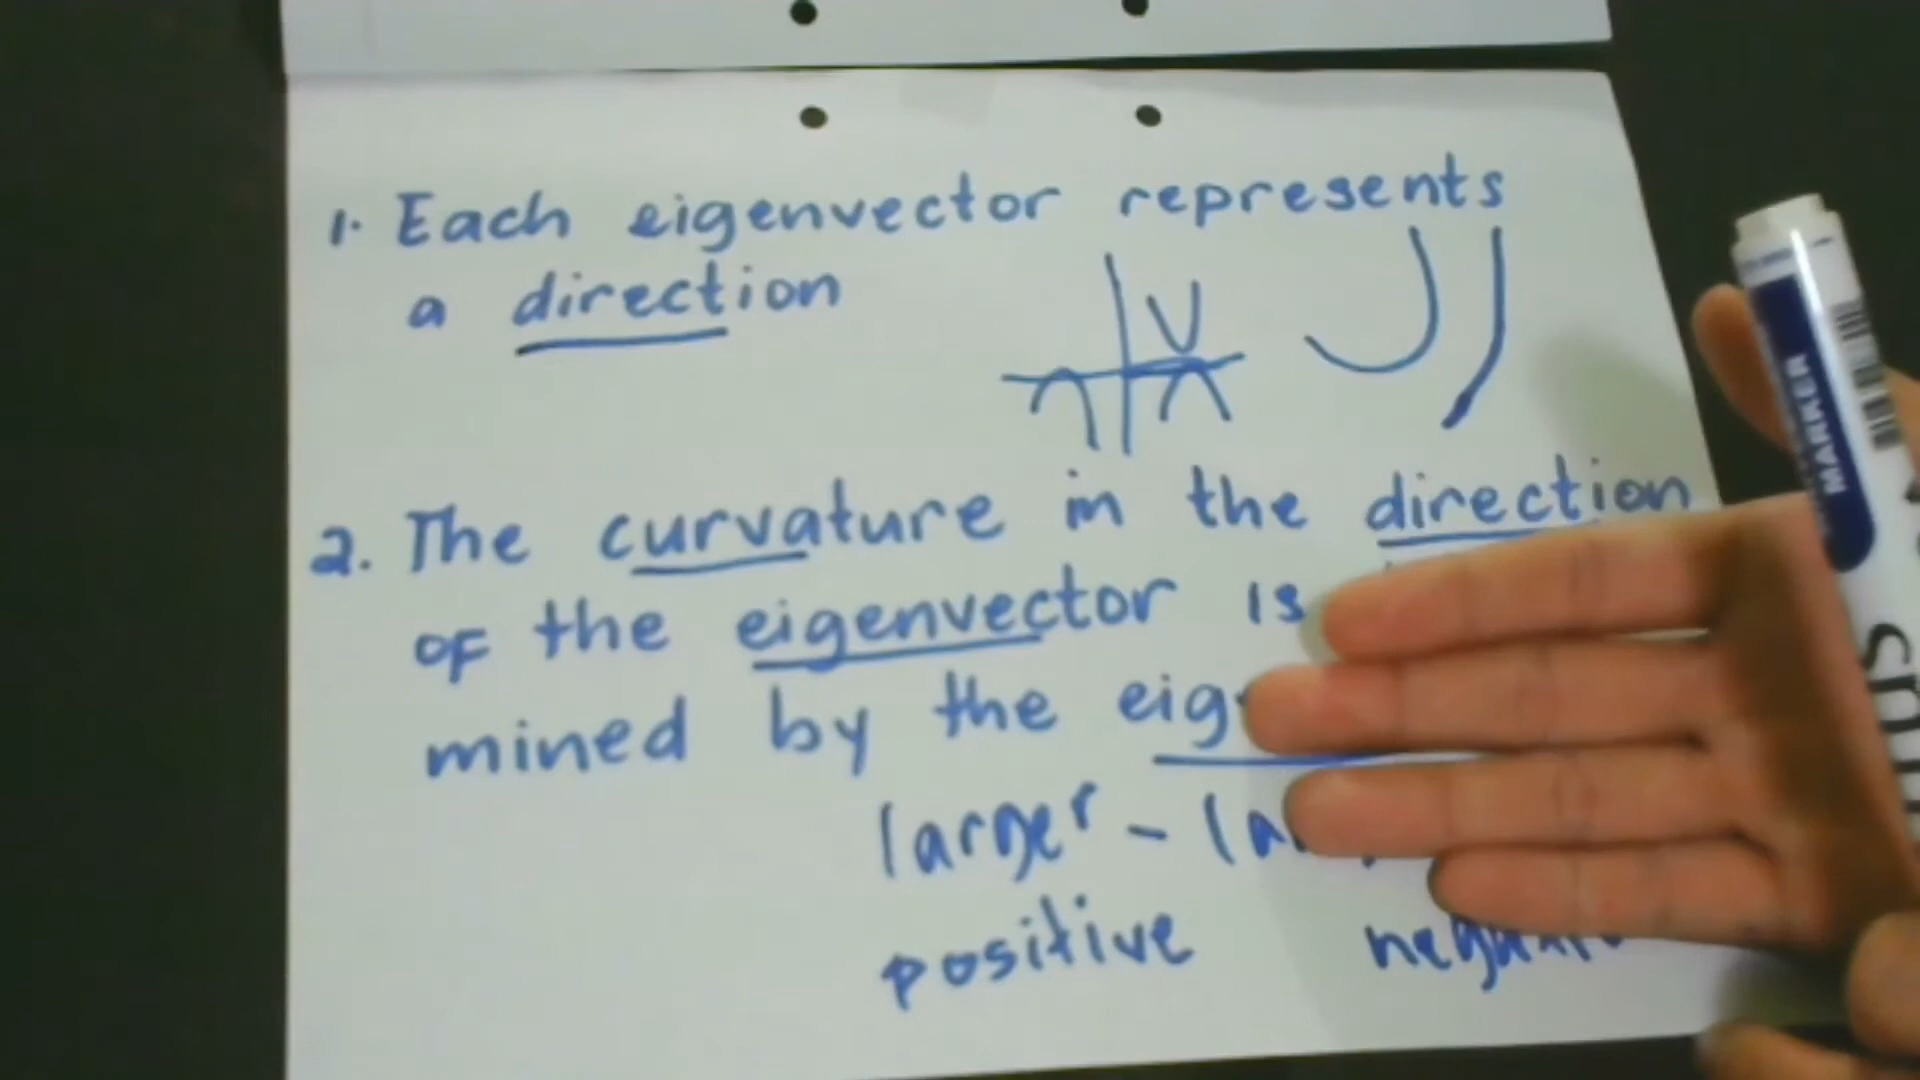 1. Each eigenvector represents
a direction
2. The curvature in the direction
of the eigenvector is
mined by the
larger -
positive
MARKER